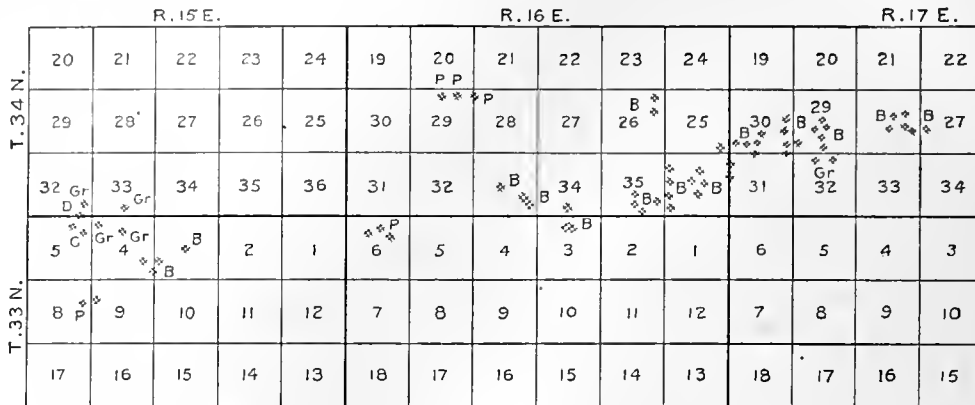 R.15E. R.16 E. R.17 E.
T.34 N.
20 21 22 23 24 19 20 21 22 23 24 19 20 21 22
P P P
B
29 28 27 26 25 30 29 28 27 26 25 30 29 28 27
B B B B B
Gr
32 33 34 35 36 31 32 34 35 31 32 33 34
Gr Gr B B B B B
D
C Gr Gr B P B
5 4 2 1 6 5 4 3 2 1 6 5 4 3
B
T.33N.
8 9 10 11 12 7 8 9 10 11 12 7 8 9 10
P
17 16 15 14 13 18 17 16 15 14 13 18 17 16 15